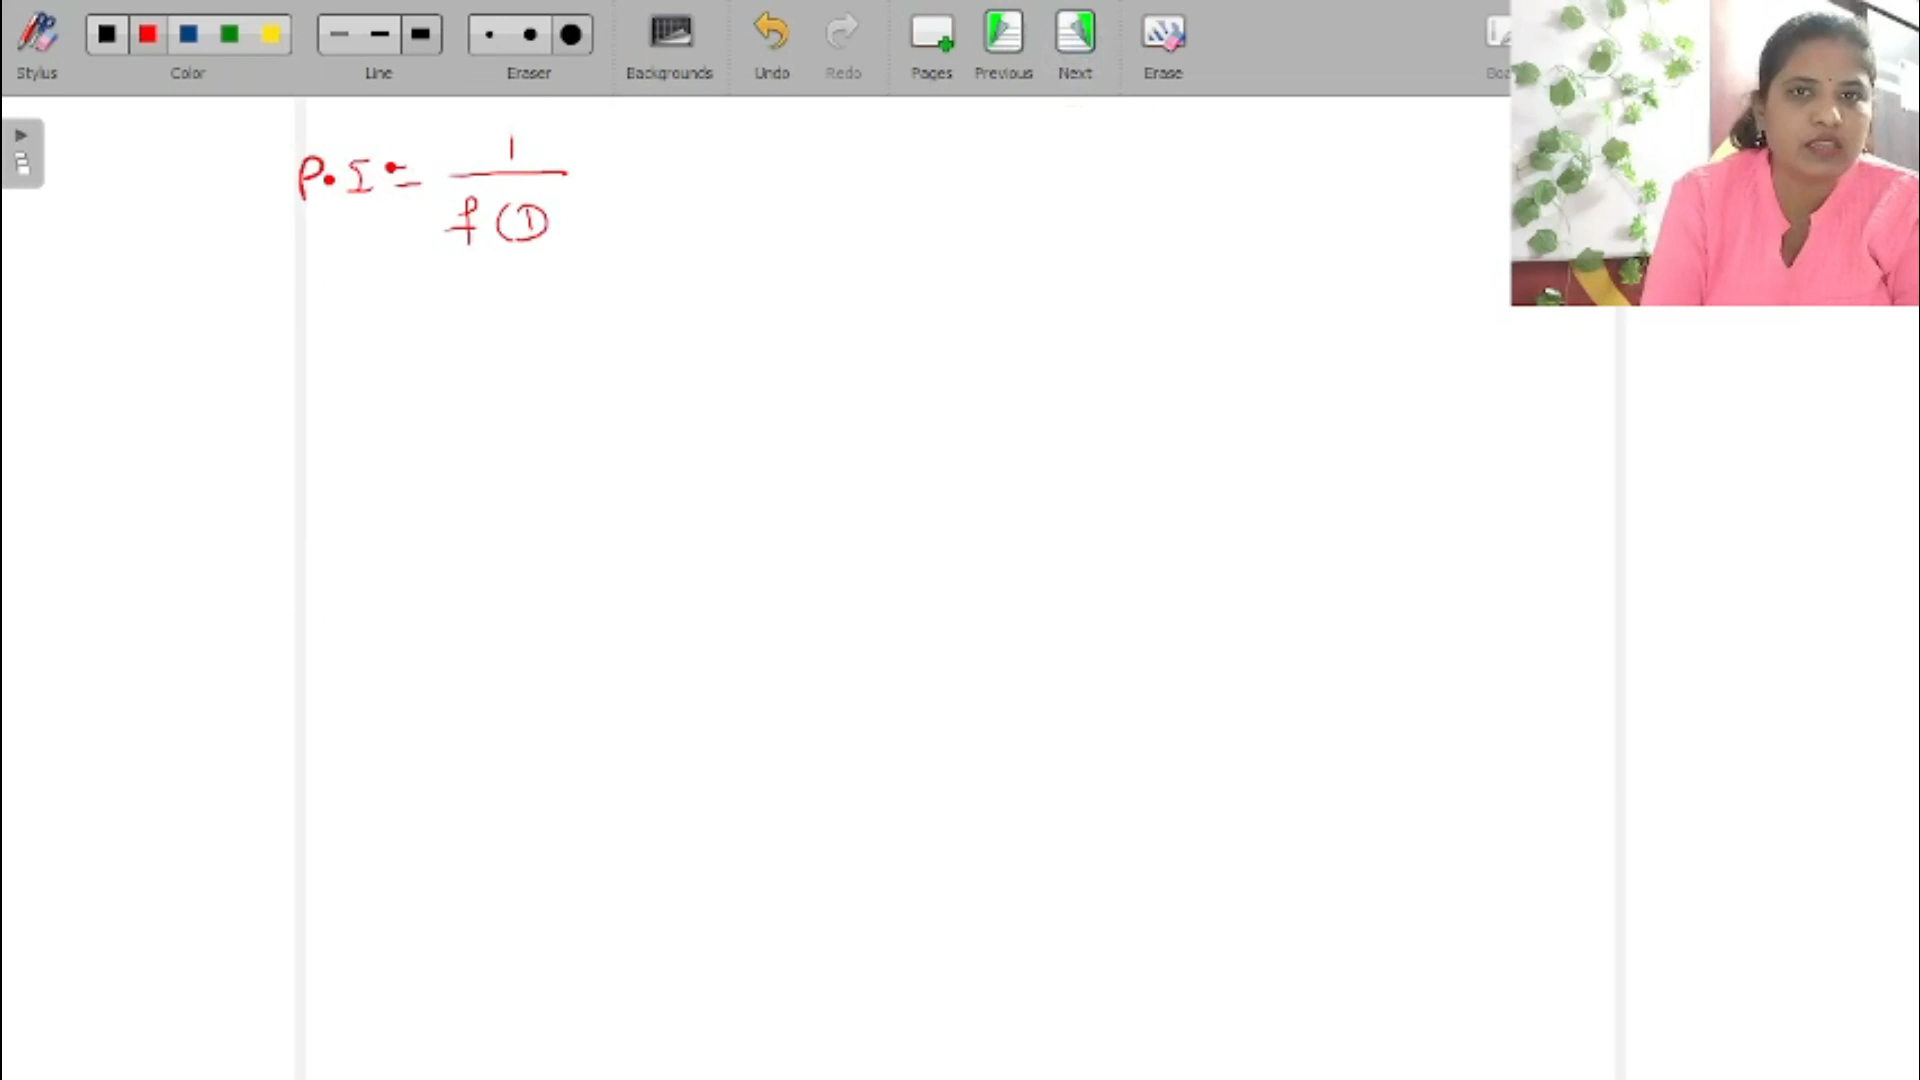 Stylus Color Line Eraser Backgrounds Undo Redo Pages Previous Next Erase
P.I = 1
f(D)